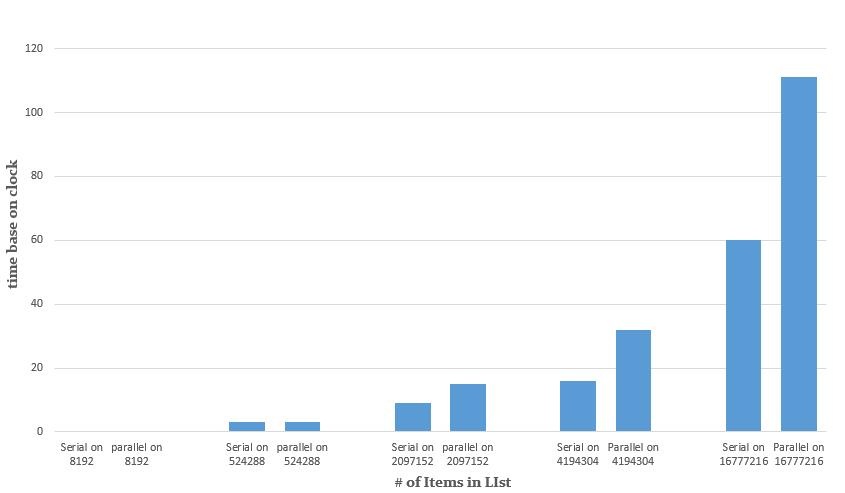 120
100
80
60
40
20
0
time base on clock
Serial on parallel on Serial on parallel on Serial on parallel on Serial on Parallel on Serial on Parallel on
8192 8192 524288 524288 2097152 2097152 4194304 4194304 16777216 16777216
# of Items in LIst